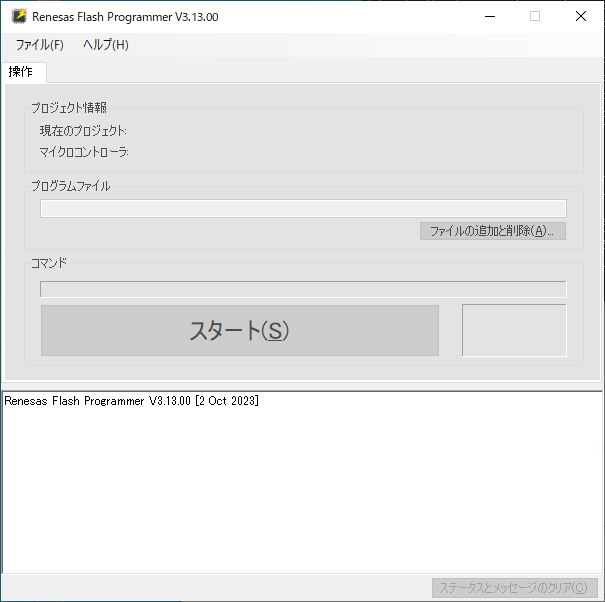 Renesas Flash Programmer V3.13.00
ファイル(F) ヘルプ(H)
操作
プロジェクト情報
現在のプロジェクト:
マイクロコントローラ:
プログラムファイル
ファイルの追加と削除(A)...
コマンド
スタート(S)
Renesas Flash Programmer V3.13.00 [2 Oct 2023]
ステータスとメッセージのクリア(C)